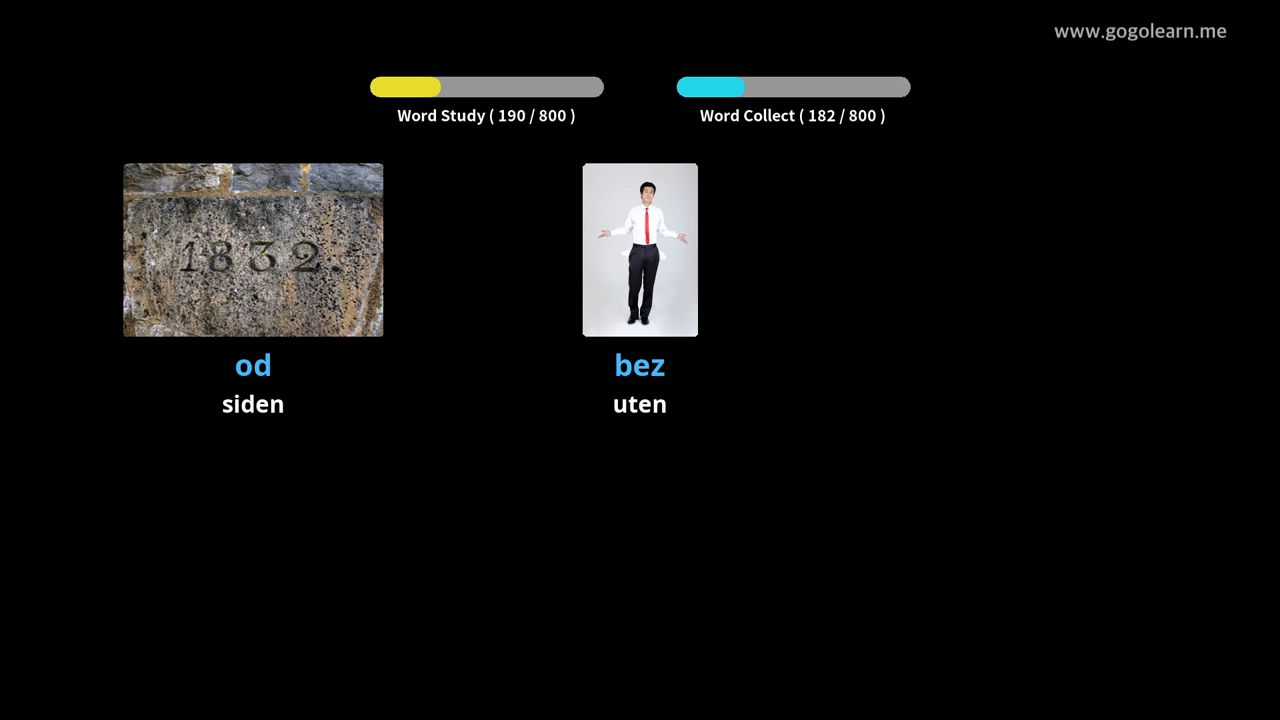 www.gogolearn.me
Word Study ( 190 / 800 )
Word Collect ( 182 / 800 )
1832.
od
siden
bez
uten